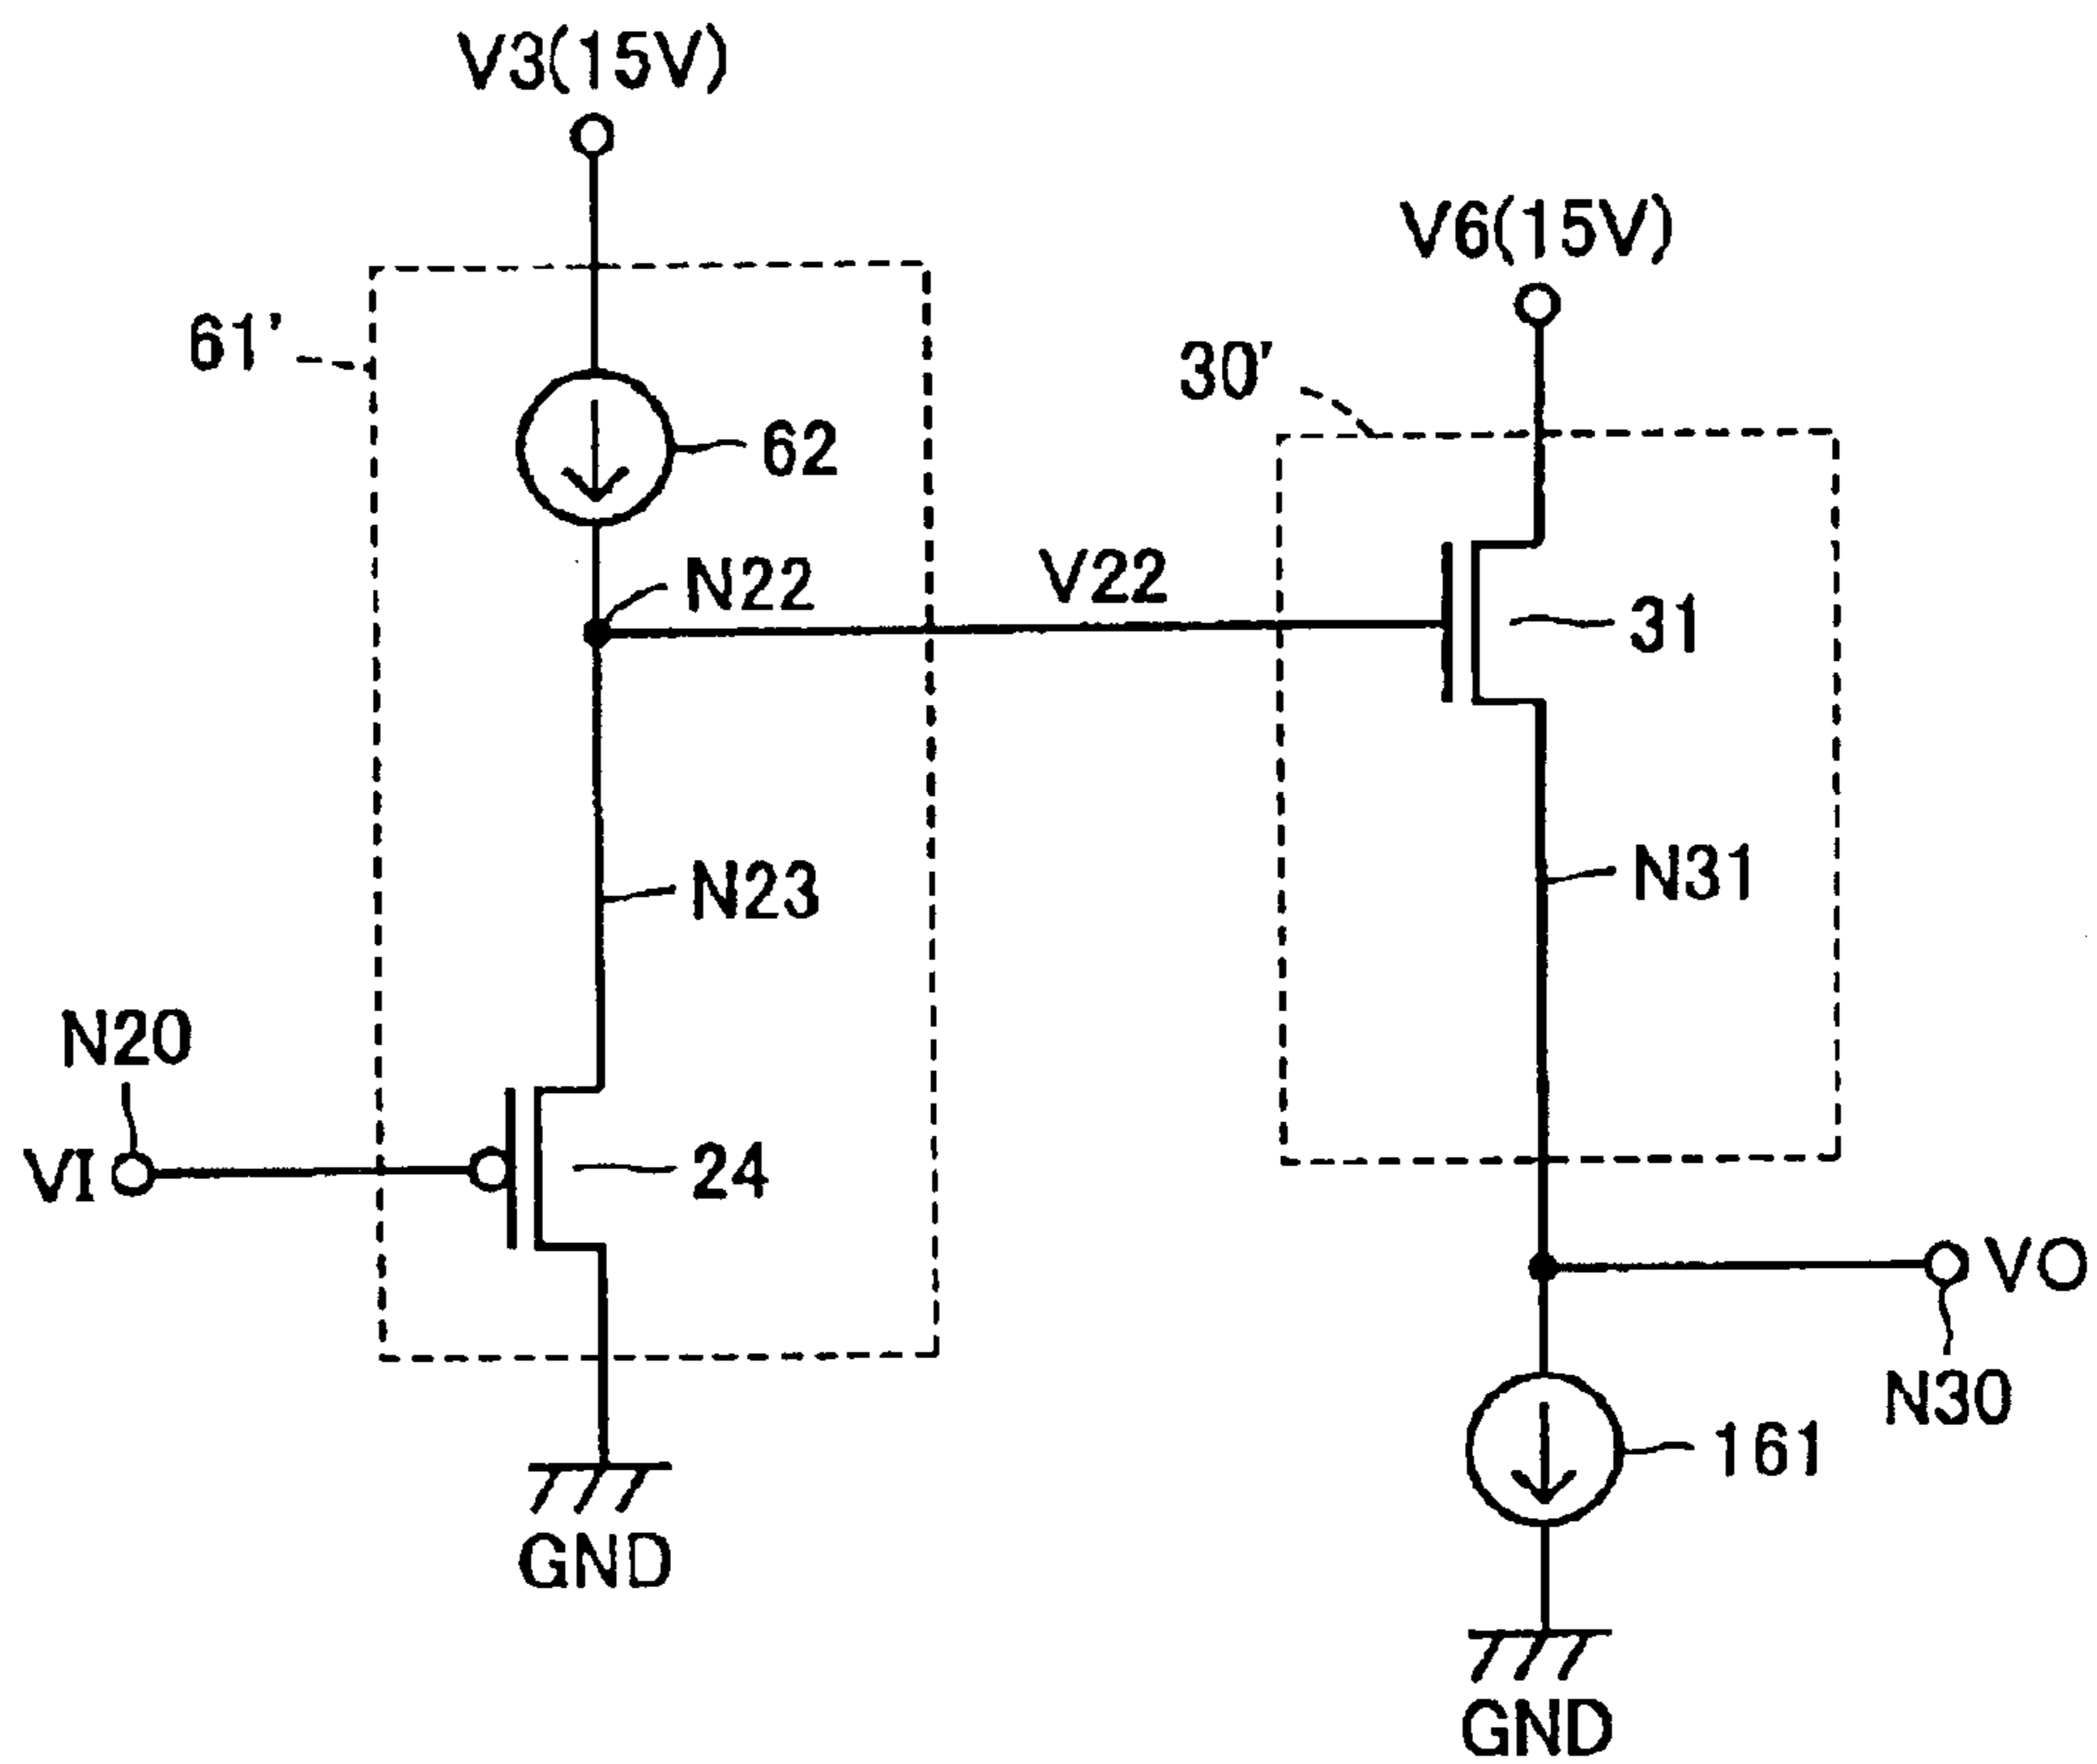 V3(15V)
V6(15V)
61'
30'
62
N22
V22
31
N23
N31
N20
VI
24
VO
N30
161
GND
GND